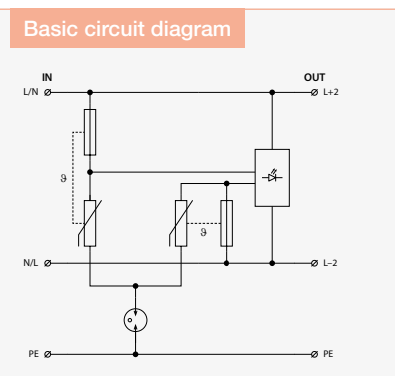 Basic circuit diagram
IN OUT
L/N L+2
ϑ
ϑ
N/L L–2
PE PE